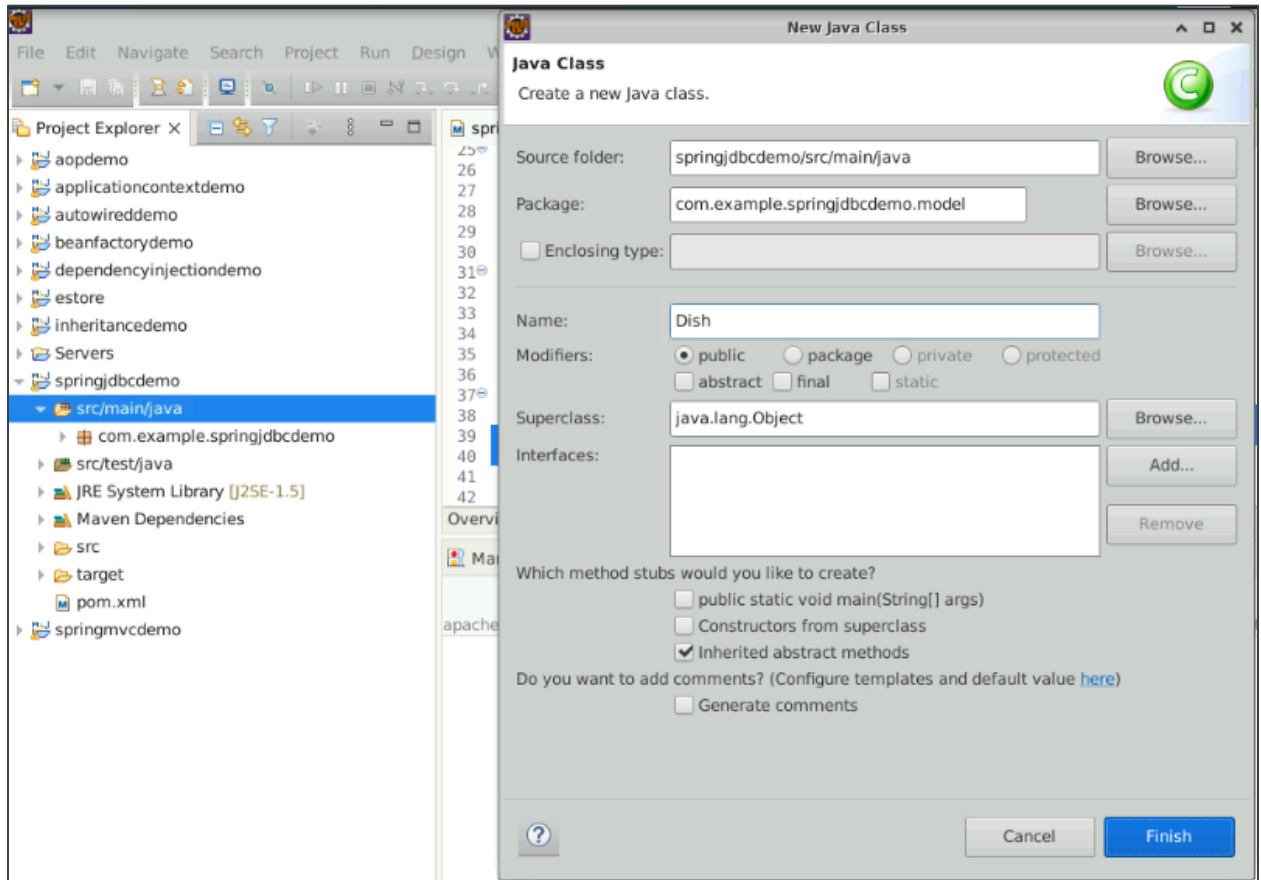 New Java Class
File Edit Navigate Search Project Run Design
Java Class
Create a new Java class.
Project Explorer
aopdemo
applicationcontextdemo
autowireddemo
beanfactorydemo
dependencyinjectiondemo
estore
inheritancedemo
Servers
springjdbcdemo
src/main/java
com.example.springjdbcdemo
src/test/java
JRE System Library [J2SE-1.5]
Maven Dependencies
src
target
pom.xml
springmvcdemo
spri
25
26
27
28
29
30
31
32
33
34
35
36
37
38
39
40
41
42
Overvi
Mar
apache
Source folder: springjdbcdemo/src/main/java Browse...
Package: com.example.springjdbcdemo.model Browse...
Enclosing type: Browse...
Name: Dish
Modifiers: public package private protected
abstract final static
Superclass: java.lang.Object Browse...
Interfaces: Add...
Remove
Which method stubs would you like to create?
public static void main(String[] args)
Constructors from superclass
Inherited abstract methods
Do you want to add comments? (Configure templates and default value here)
Generate comments
Cancel Finish